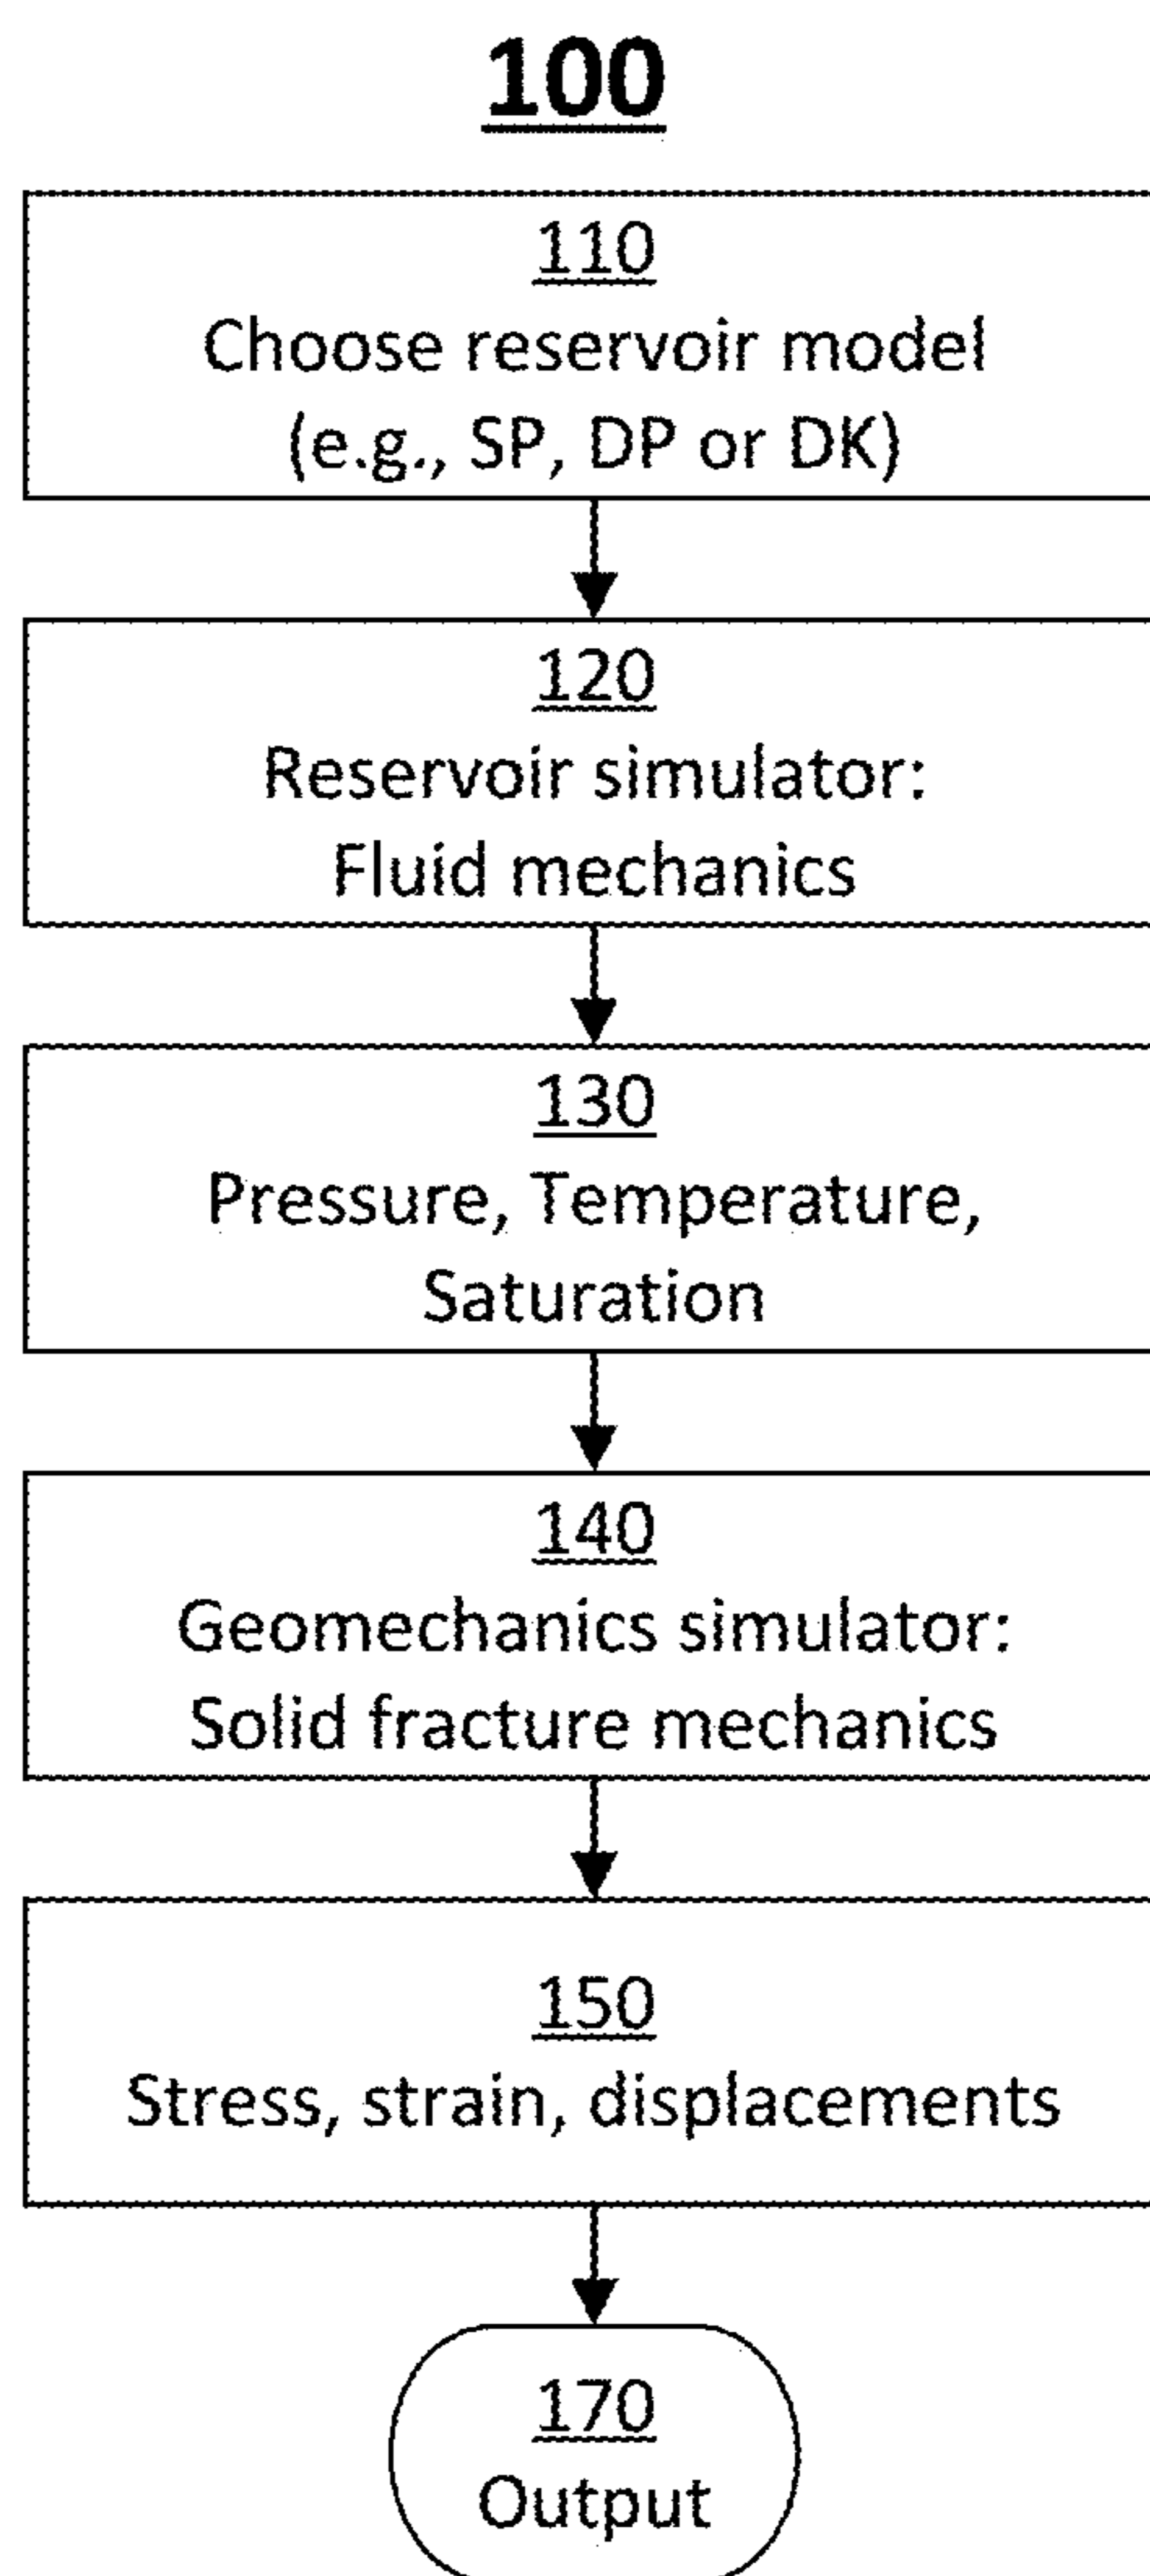 100
110
Choose reservoir model
(e.g., SP, DP or DK)
120
Reservoir simulator:
Fluid mechanics
130
Pressure, Temperature,
Saturation
140
Geomechanics simulator:
Solid fracture mechanics
150
Stress, strain, displacements
170
Output